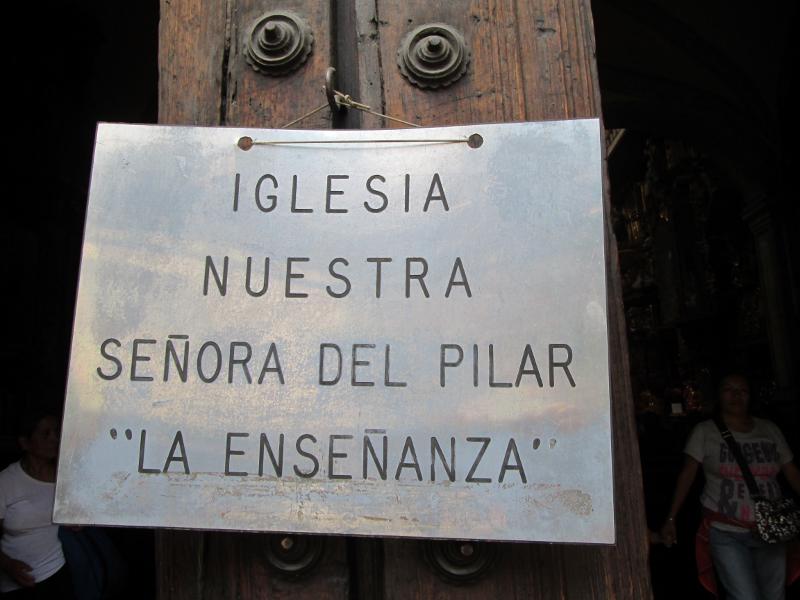 IGLESIA
NUESTRA
SEÑORA DEL PILAR
"LA ENSEÑANZA"